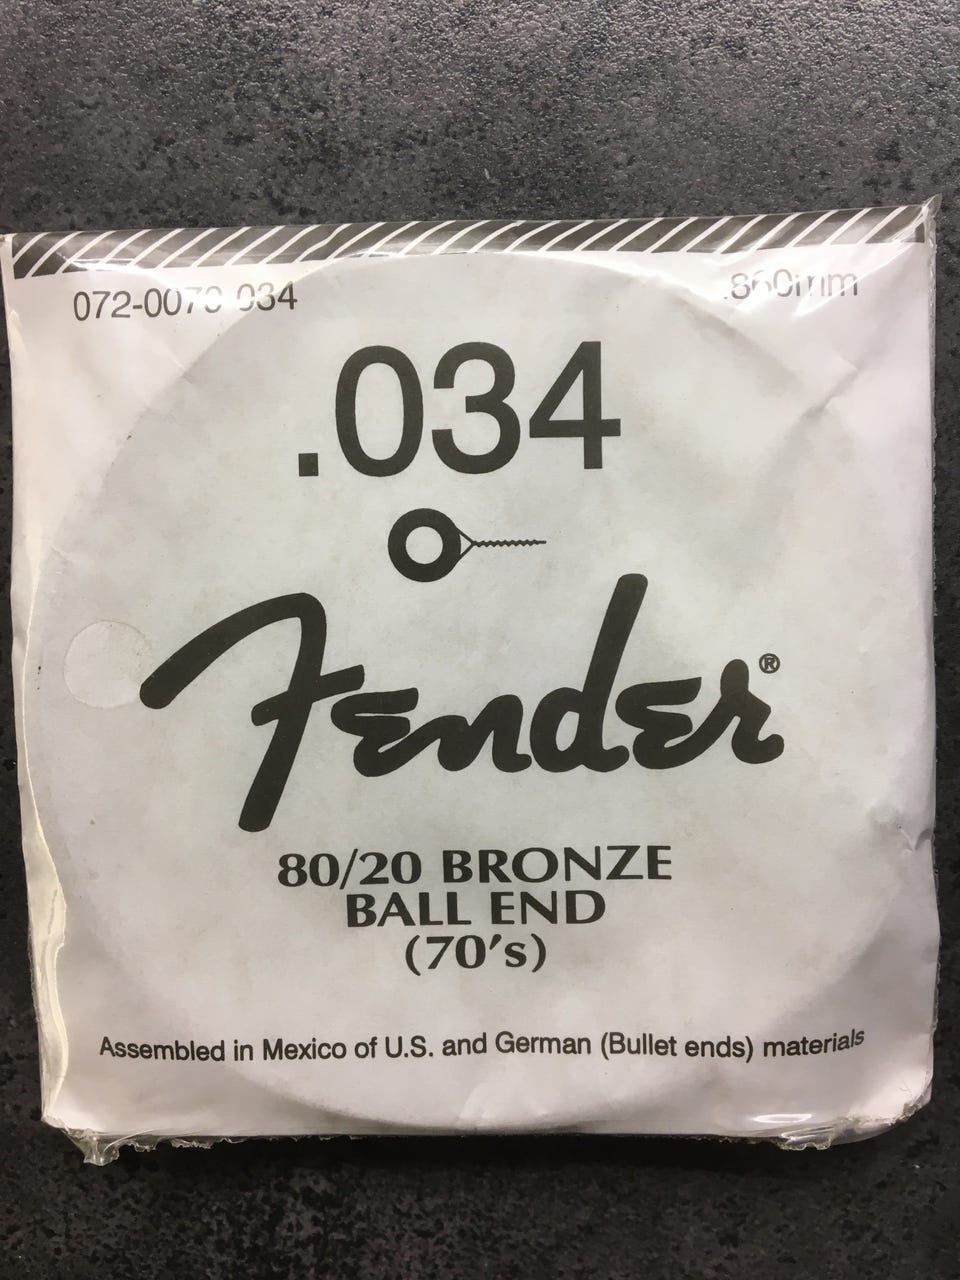 072-0070-034 .860mm
.034
Fender®
80/20 BRONZE
BALL END
(70's)
Assembled in Mexico of U.S. and German (Bullet ends) materials